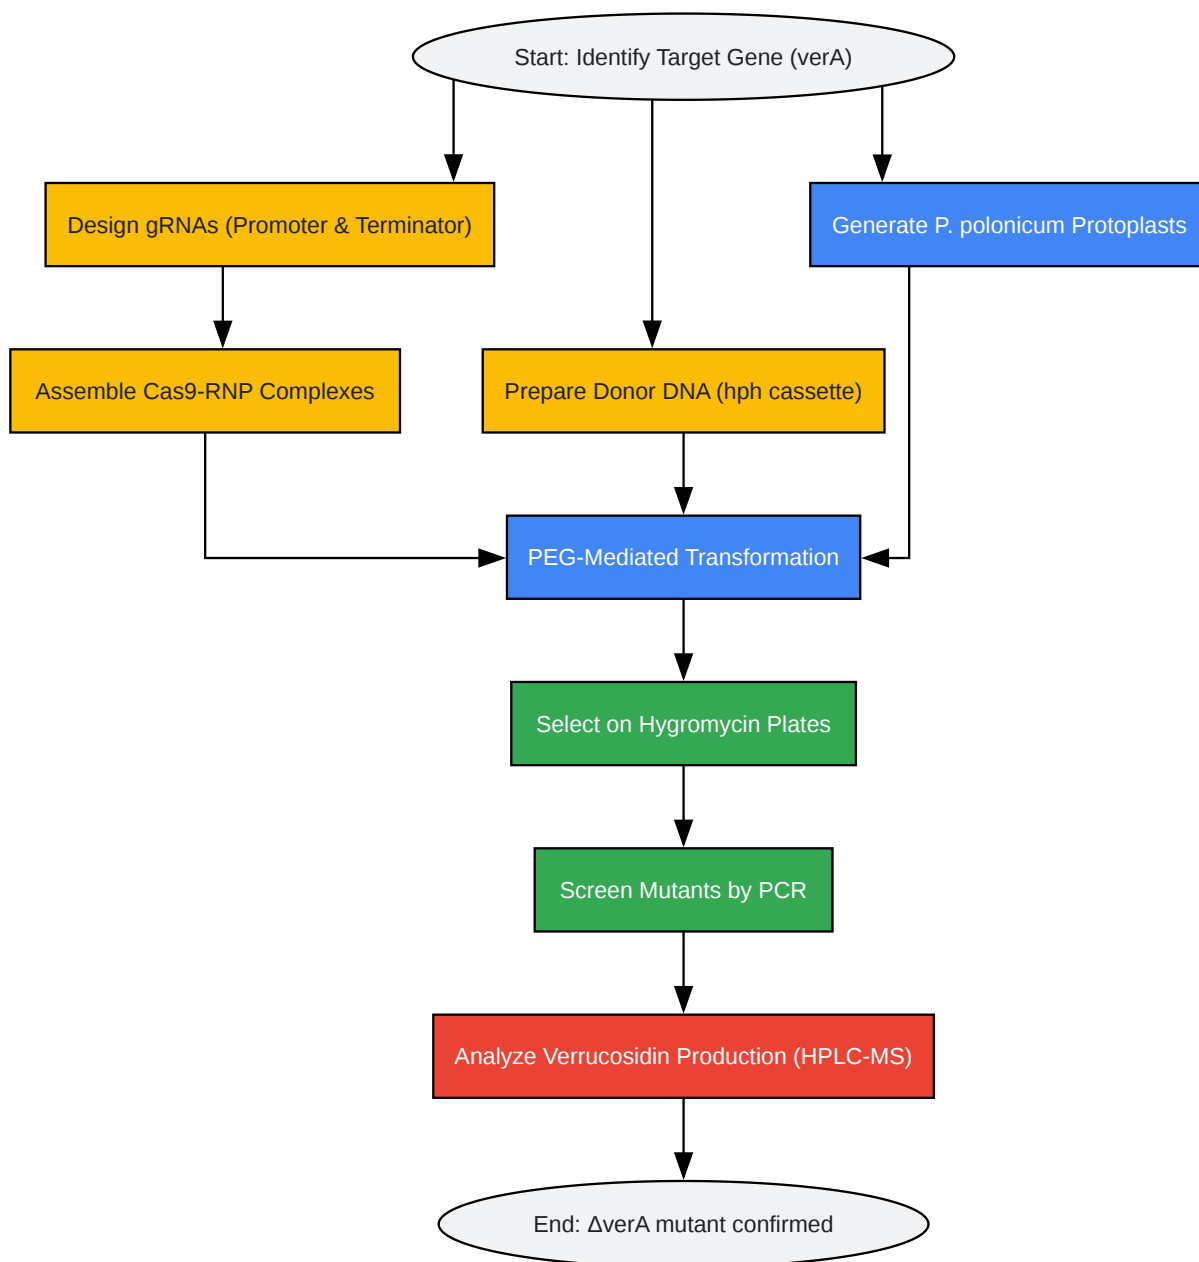 Start: Identify Target Gene (verA)
Design gRNAs (Promoter & Terminator)
Generate P. polonicum Protoplasts
Assemble Cas9-RNP Complexes
Prepare Donor DNA (hph cassette)
PEG-Mediated Transformation
Select on Hygromycin Plates
Screen Mutants by PCR
Analyze Verrucosidin Production (HPLC-MS)
End: ΔverA mutant confirmed